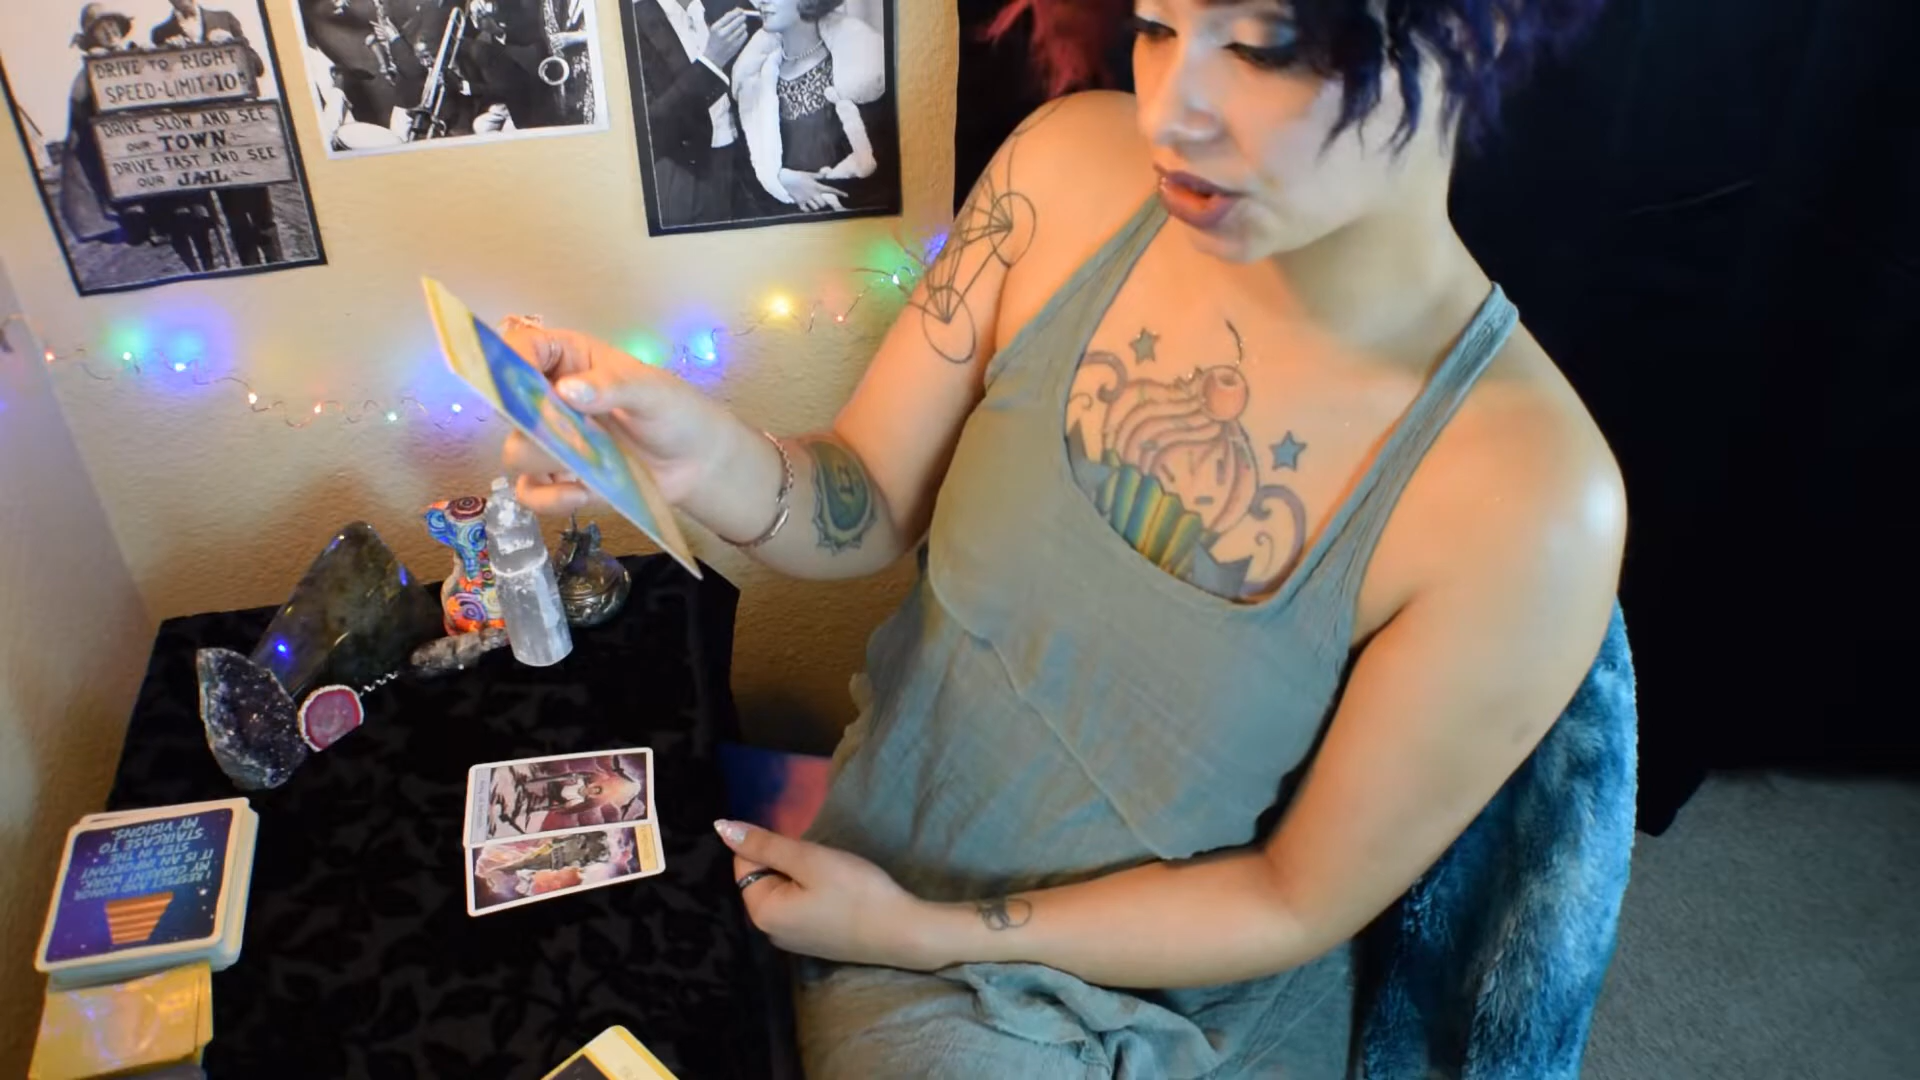 DRIVE TO RIGHT
SPEED-LIMIT-10
DRIVE SLOW AND SEE
OUR TOWN
DRIVE FAST AND SEE
OUR JAIL
I RESPECT AND HONOR
MY CURRENT WORK.
IT IS AN IMPORTANT
STEP IN THE
STAIRCASE TO
MY VISIONS.